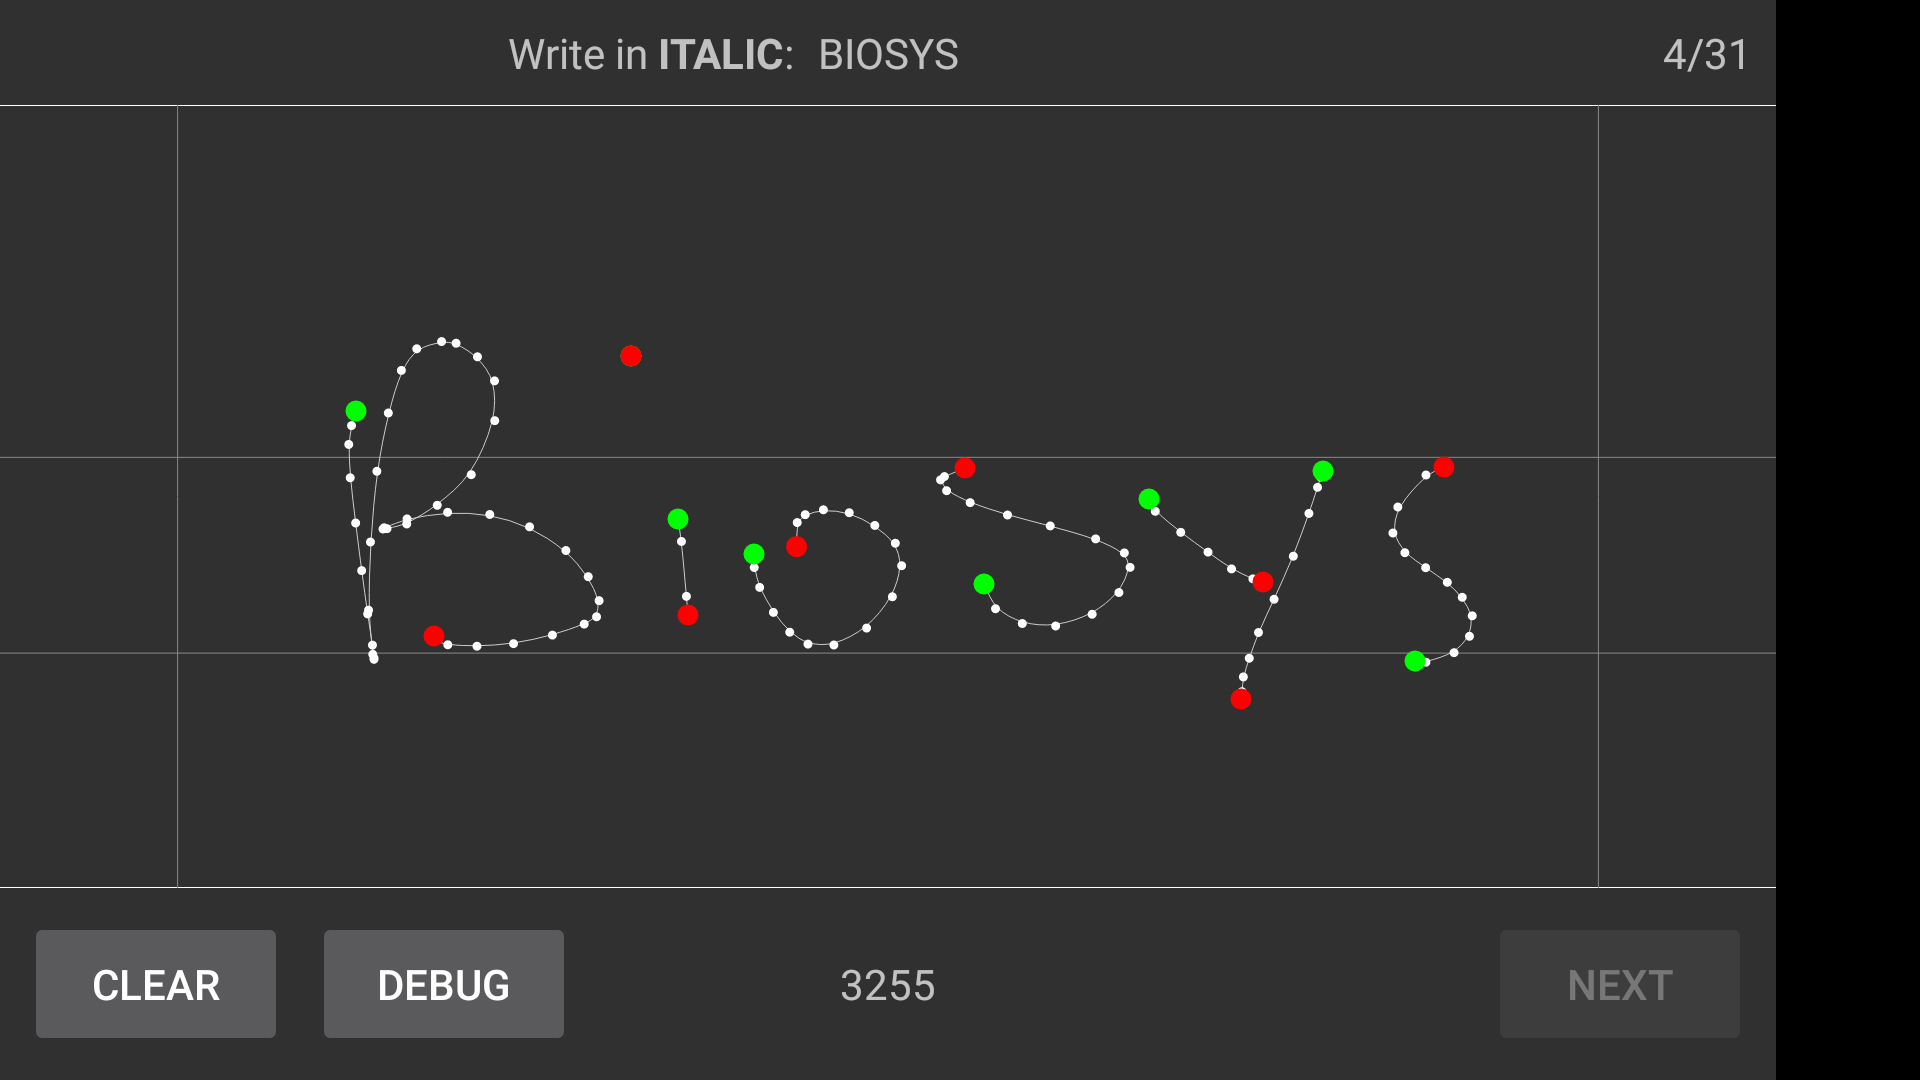 Write in ITALIC: BIOSYS
4/31
Biosys
CLEAR
DEBUG
3255
NEXT